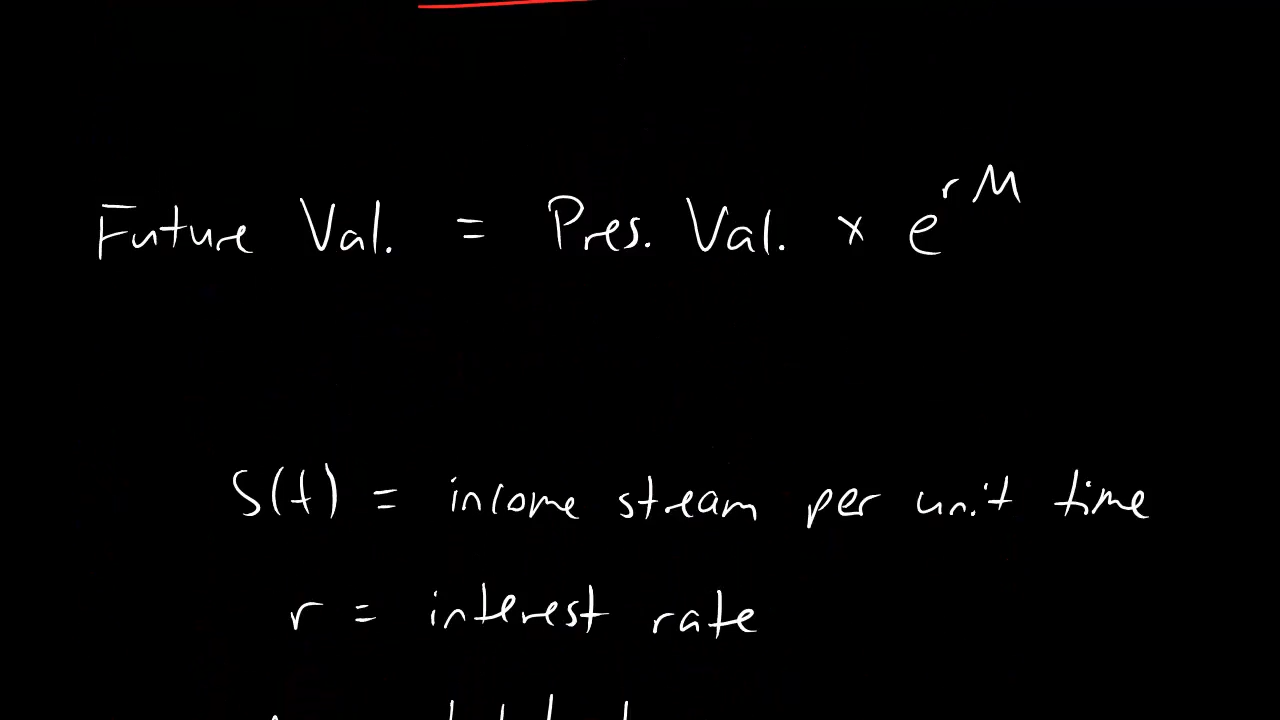 Future Val. = Pres. Val. × e^{rM}
S(t) = income stream per unit time
r = interest rate